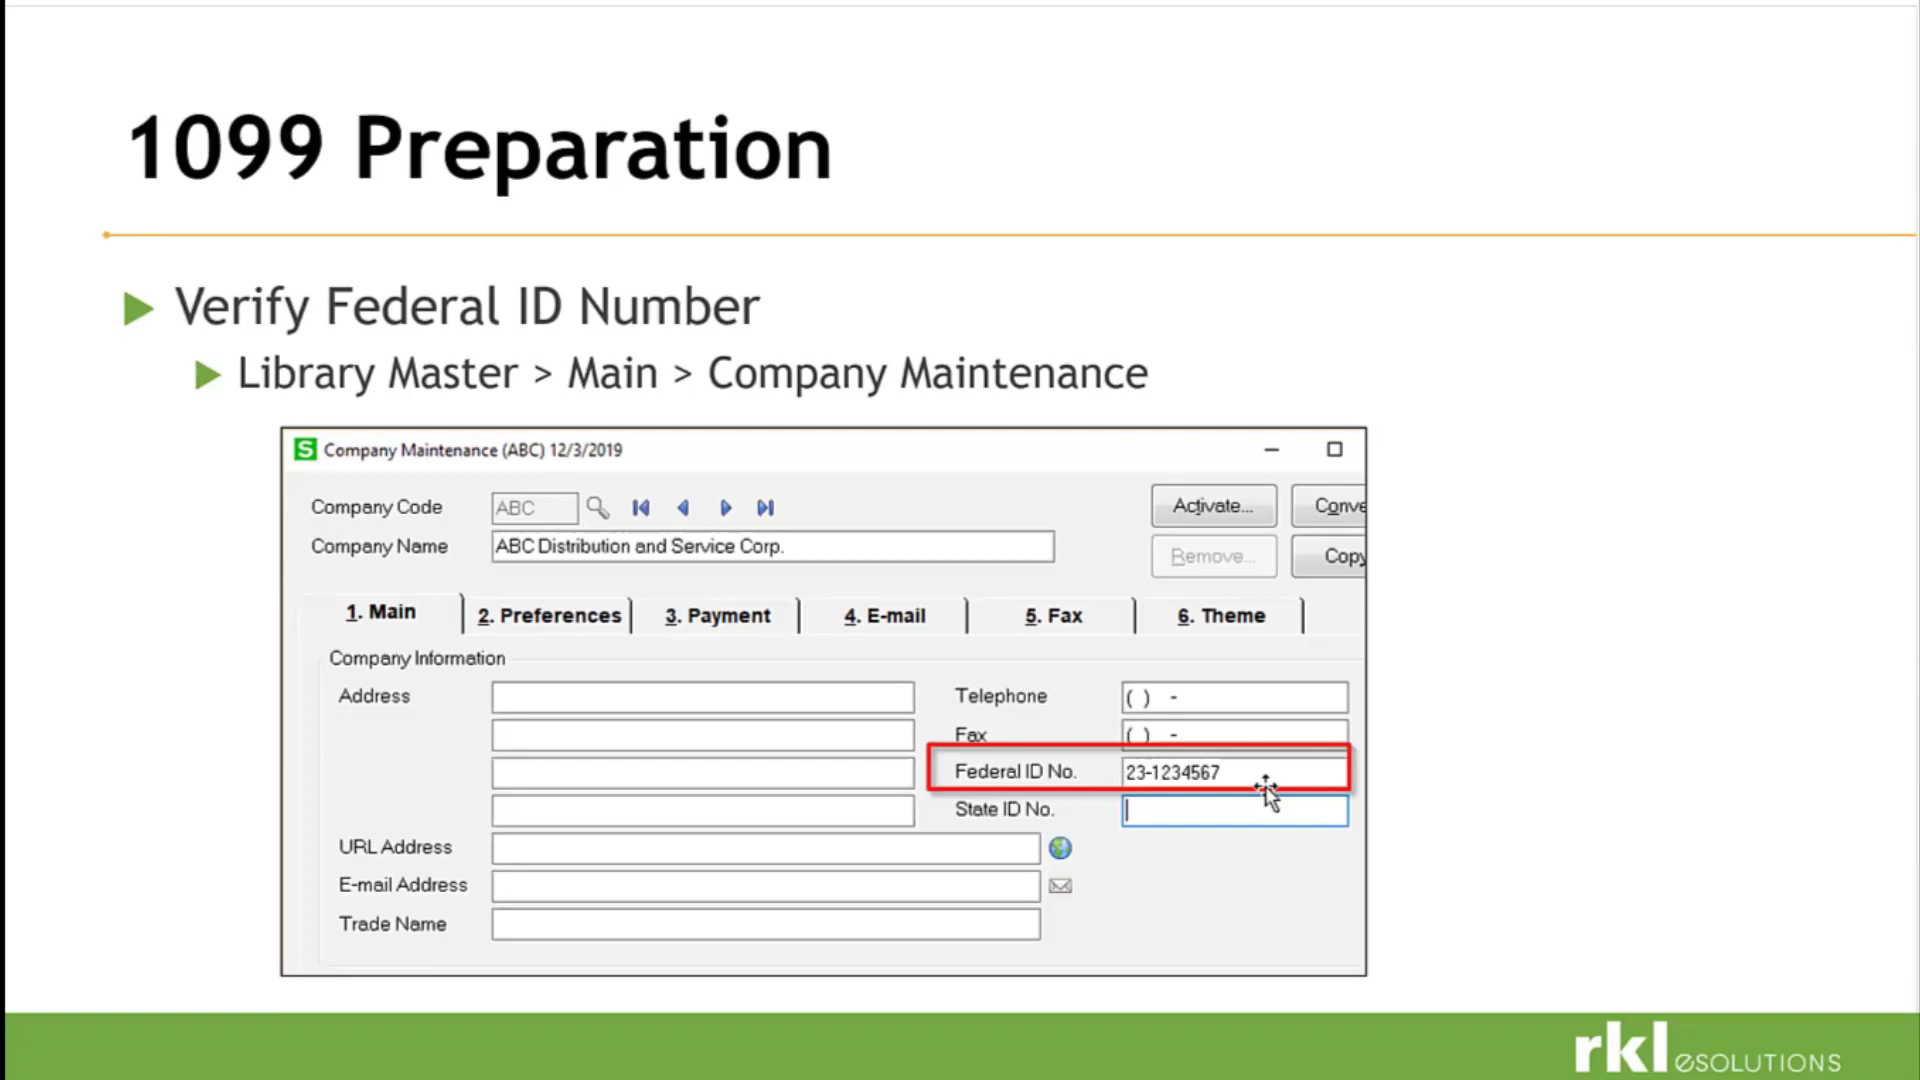 1099 Preparation
Verify Federal ID Number
Library Master > Main > Company Maintenance
S Company Maintenance (ABC) 12/3/2019
Company Code ABC Activate... Conve
Company Name ABC Distribution and Service Corp. Remove... Copy
1. Main 2. Preferences 3. Payment 4. E-mail 5. Fax 6. Theme
Company Information
Address Telephone ( ) -
Fax ( ) -
Federal ID No. 23-1234567
State ID No.
URL Address
E-mail Address
Trade Name
rkl eSOLUTIONS